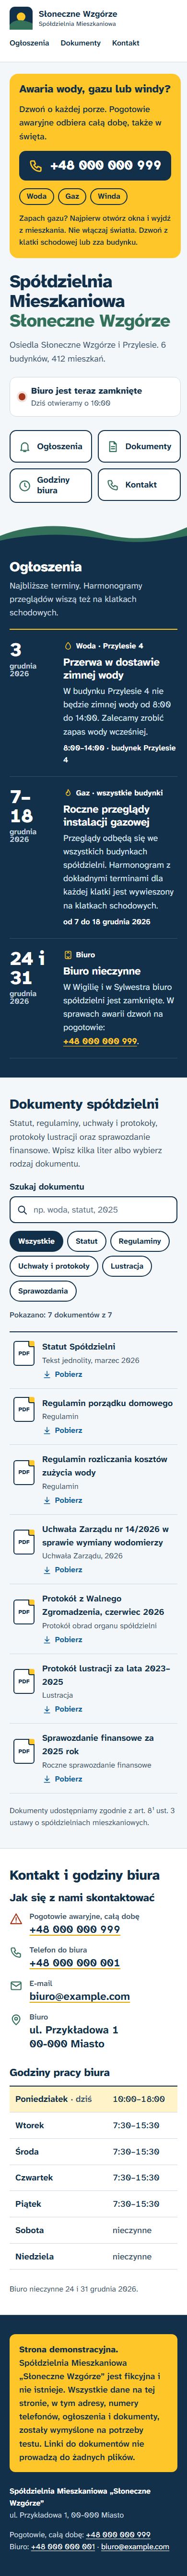 Słoneczne Wzgórze
Spółdzielnia Mieszkaniowa
Ogłoszenia Dokumenty Kontakt
Awaria wody, gazu lub windy?
Dzwoń o każdej porze. Pogotowie
awaryjne odbiera całą dobę, także w
święta.
+48 000 000 999
Woda Gaz Winda
Zapach gazu? Najpierw otwórz okna i wyjdź
z mieszkania. Nie włączaj światła. Dzwoń z
klatki schodowej lub zza budynku.
Spółdzielnia
Mieszkaniowa
Słoneczne Wzgórze
Osiedla Słoneczne Wzgórze i Przylesie. 6
budynków, 412 mieszkań.
Biuro jest teraz zamknięte
Dziś otwieramy o 10:00
Ogłoszenia
Dokumenty
Godziny
biura
Kontakt
Ogłoszenia
Najbliższe terminy. Harmonogramy
przeglądów wiszą też na klatkach
schodowych.
3
grudnia
2026
Woda · Przylesie 4
Przerwa w dostawie
zimnej wody
W budynku Przylesie 4 nie
będzie zimnej wody od 8:00
do 14:00. Zalecamy zrobić
zapas wody wcześniej.
8:00–14:00 · budynek Przylesie
4
7–
18
grudnia
2026
Gaz · wszystkie budynki
Roczne przeglądy
instalacji gazowej
Przeglądy odbędą się we
wszystkich budynkach
spółdzielni. Harmonogram z
dokładnymi terminami dla
każdej klatki jest wywieszony
na klatkach schodowych.
od 7 do 18 grudnia 2026
24 i
31
grudnia
2026
Biuro
Biuro nieczynne
W Wigilię i w Sylwestra biuro
spółdzielni jest zamknięte. W
sprawach awarii dzwoń na
pogotowie:
+48 000 000 999.
Dokumenty spółdzielni
Statut, regulaminy, uchwały i protokoły,
protokoły lustracji oraz sprawozdanie
finansowe. Wpisz kilka liter albo wybierz
rodzaj dokumentu.
Szukaj dokumentu
np. woda, statut, 2025
Wszystkie Statut Regulaminy
Uchwały i protokoły Lustracja
Sprawozdania
Pokazano: 7 dokumentów z 7
PDF
Statut Spółdzielni
Tekst jednolity, marzec 2026
Pobierz
PDF
Regulamin porządku domowego
Regulamin
Pobierz
PDF
Regulamin rozliczania kosztów
zużycia wody
Regulamin
Pobierz
PDF
Uchwała Zarządu nr 14/2026 w
sprawie wymiany wodomierzy
Uchwała Zarządu, 2026
Pobierz
PDF
Protokół z Walnego
Zgromadzenia, czerwiec 2026
Protokół obrad organu spółdzielni
Pobierz
PDF
Protokół lustracji za lata 2023–
2025
Lustracja
Pobierz
PDF
Sprawozdanie finansowe za
2025 rok
Roczne sprawozdanie finansowe
Pobierz
Dokumenty udostępniamy zgodnie z art. 8¹ ust. 3
ustawy o spółdzielniach mieszkaniowych.
Kontakt i godziny biura
Jak się z nami skontaktować
Pogotowie awaryjne, całą dobę
+48 000 000 999
Telefon do biura
+48 000 000 001
E-mail
biuro@example.com
Biuro
ul. Przykładowa 1
00-000 Miasto
Godziny pracy biura
Poniedziałek · dziś 10:00–18:00
Wtorek 7:30–15:30
Środa 7:30–15:30
Czwartek 7:30–15:30
Piątek 7:30–15:30
Sobota nieczynne
Niedziela nieczynne
Biuro nieczynne 24 i 31 grudnia 2026.
Strona demonstracyjna.
Spółdzielnia Mieszkaniowa
„Słoneczne Wzgórze” jest fikcyjna i
nie istnieje. Wszystkie dane na tej
stronie, w tym adresy, numery
telefonów, ogłoszenia i dokumenty,
zostały wymyślone na potrzeby
testu. Linki do dokumentów nie
prowadzą do żadnych plików.
Spółdzielnia Mieszkaniowa „Słoneczne
Wzgórze”
ul. Przykładowa 1, 00-000 Miasto
Pogotowie, całą dobę: +48 000 000 999
Biuro: +48 000 000 001 · biuro@example.com